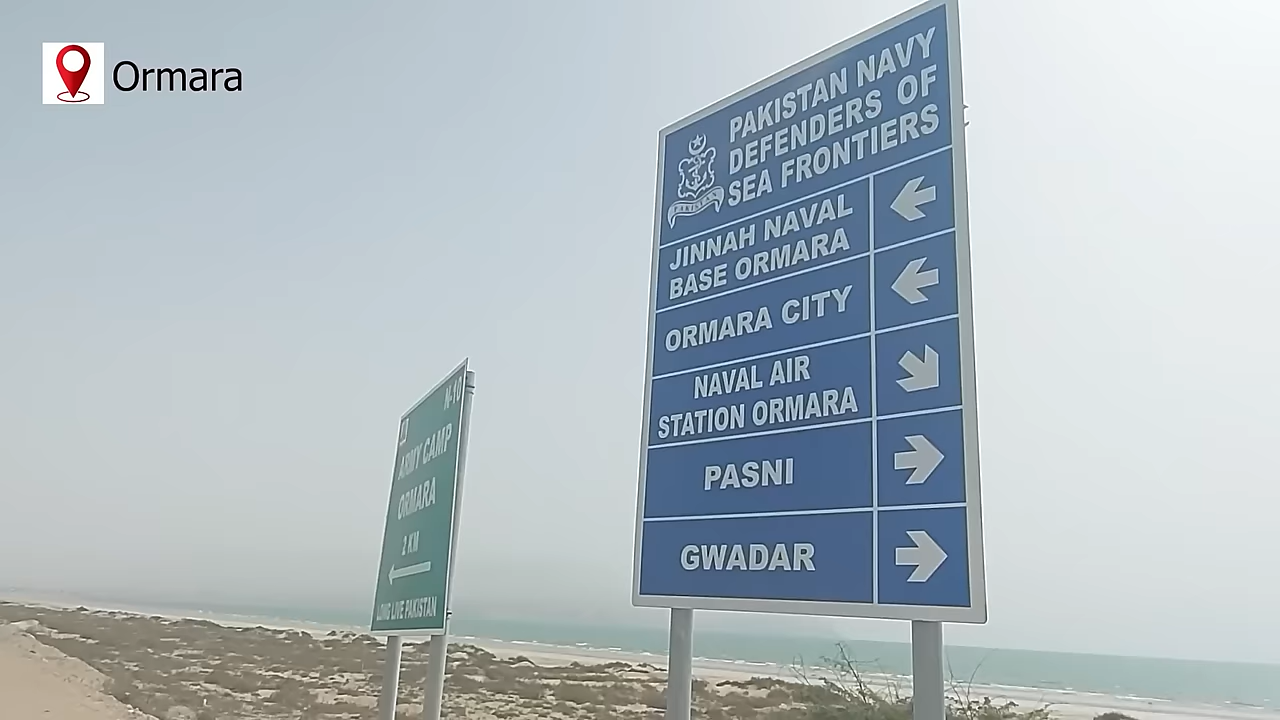 Ormara
PAKISTAN NAVY
DEFENDERS OF
SEA FRONTIERS
PAKISTAN
JINNAH NAVAL
BASE ORMARA
ORMARA CITY
NAVAL AIR
STATION ORMARA
PASNI
GWADAR
N-10
ARMY CAMP
ORMARA
2 KM
LONG LIVE PAKISTAN